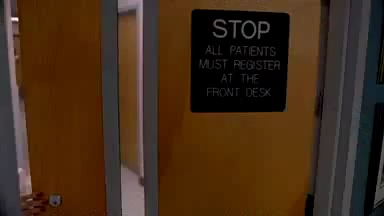 STOP
ALL PATIENTS
MUST REGISTER
AT THE
FRONT DESK